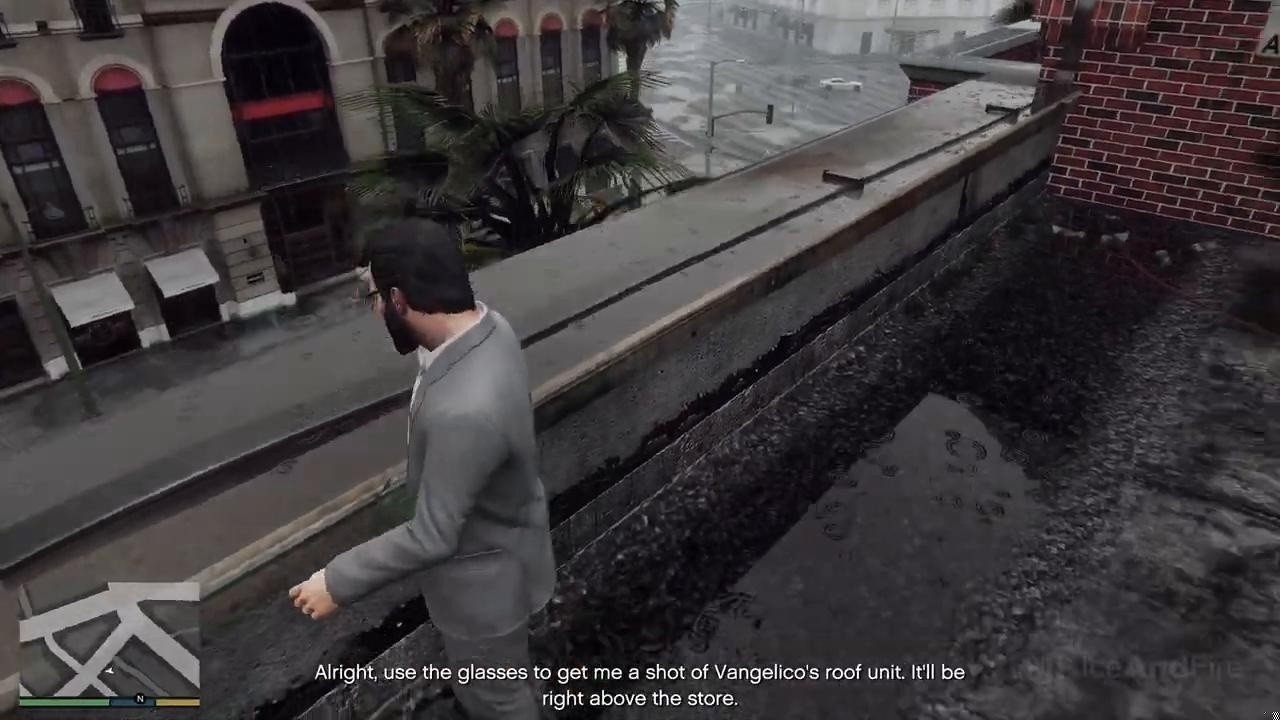 A
N
Alright, use the glasses to get me a shot of Vangelico's roof unit. It'll be
right above the store.
IceAndFire